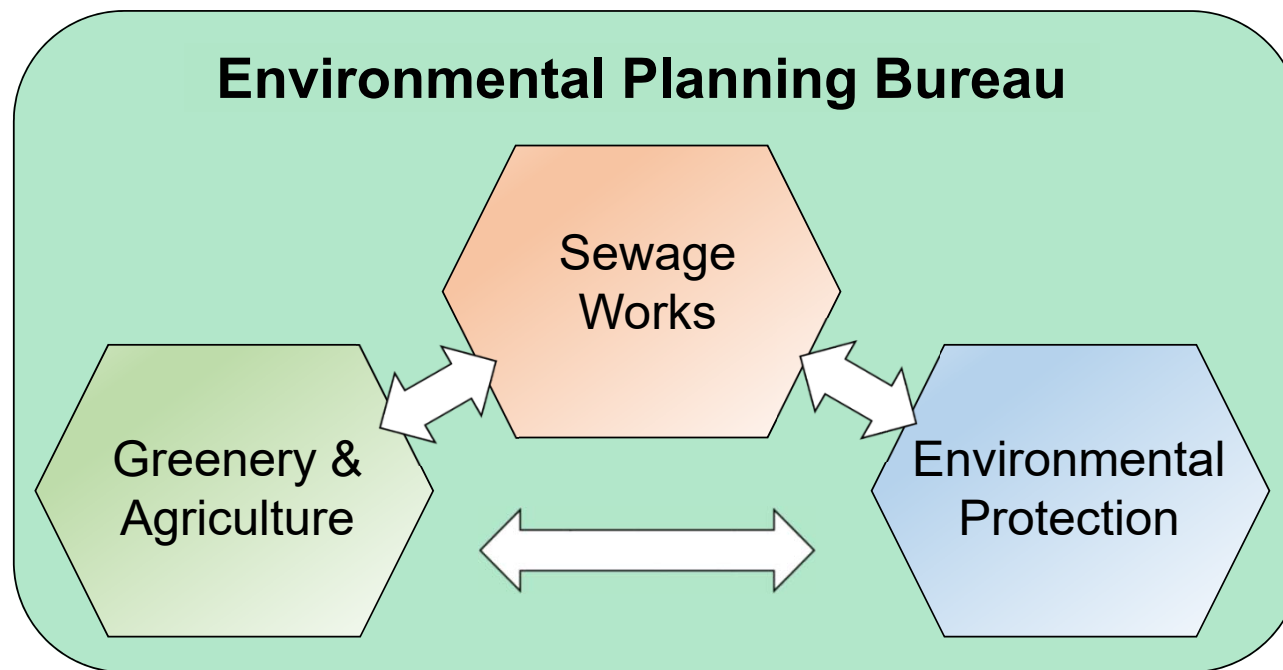 Environmental Planning Bureau
Sewage
Works
Greenery &
Agriculture
Environmental
Protection